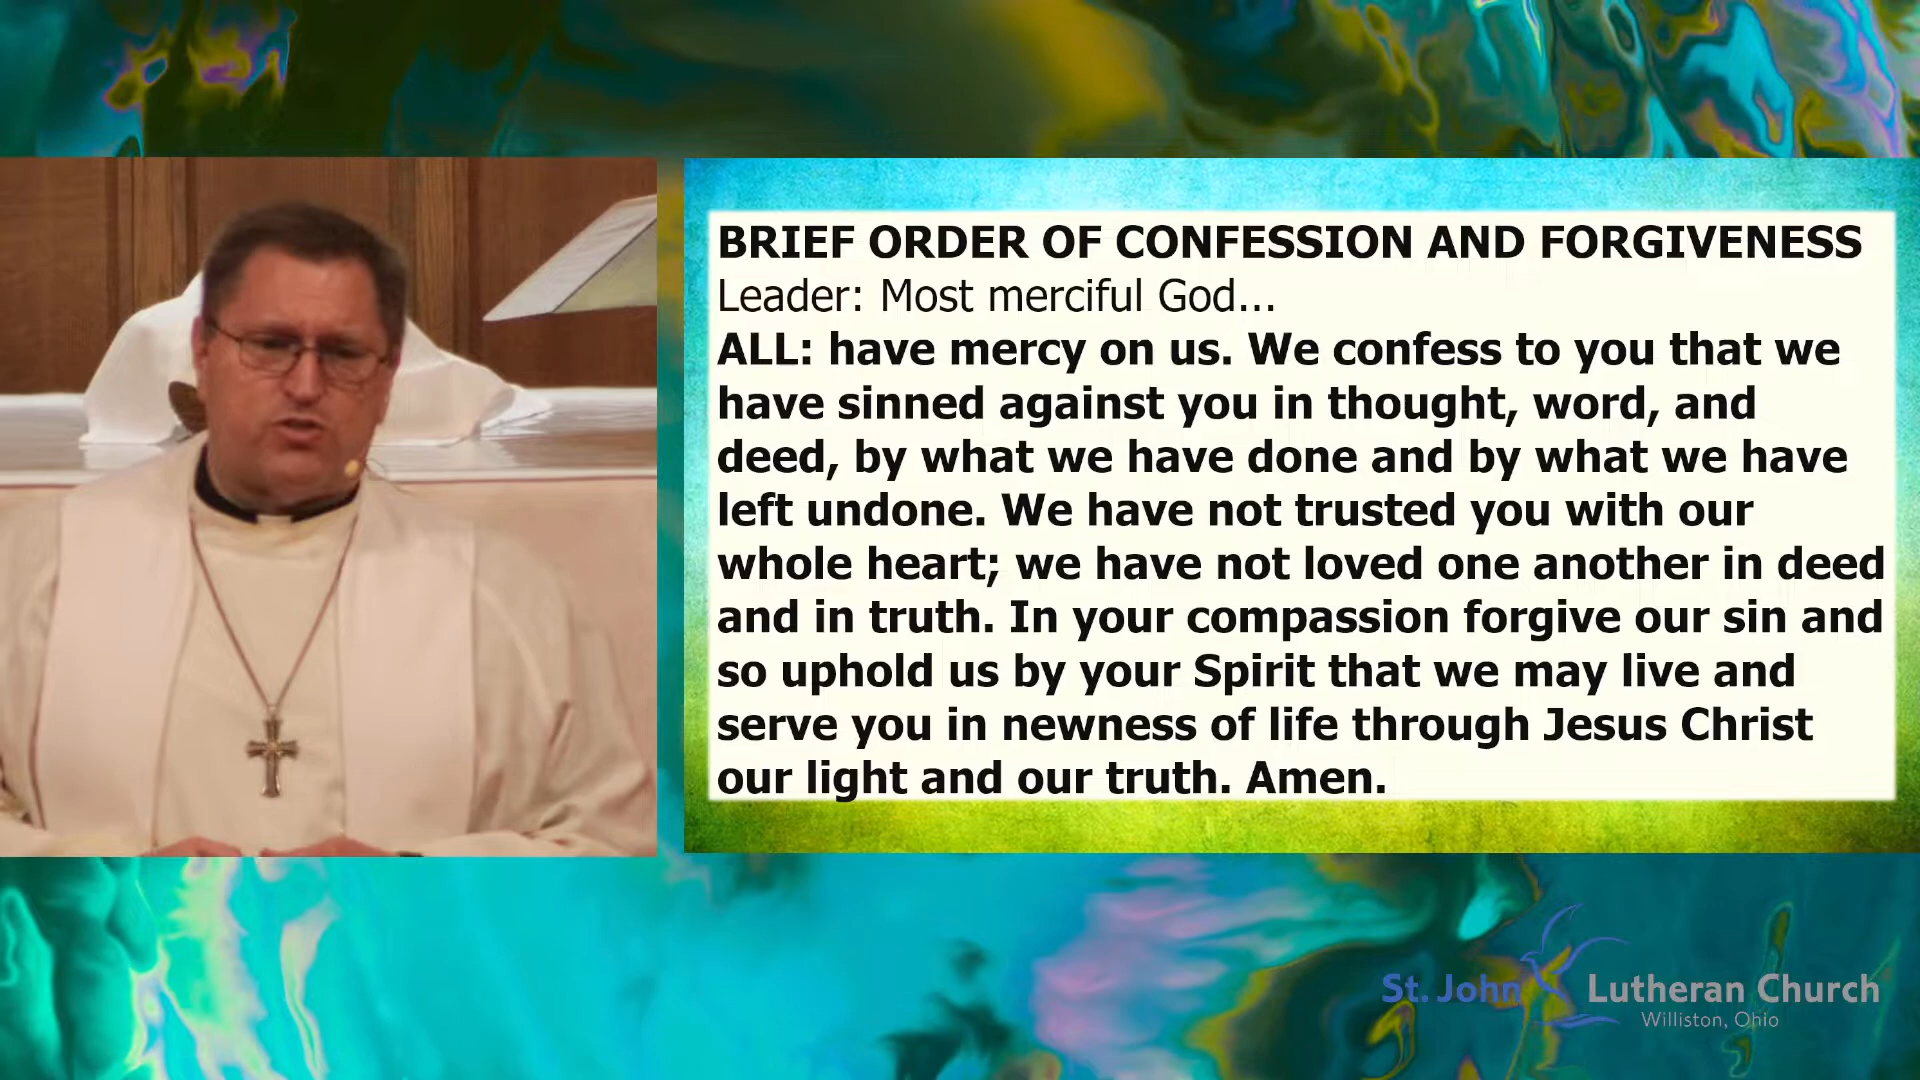 BRIEF ORDER OF CONFESSION AND FORGIVENESS
Leader: Most merciful God...
ALL: have mercy on us. We confess to you that we
have sinned against you in thought, word, and
deed, by what we have done and by what we have
left undone. We have not trusted you with our
whole heart; we have not loved one another in deed
and in truth. In your compassion forgive our sin and
so uphold us by your Spirit that we may live and
serve you in newness of life through Jesus Christ
our light and our truth. Amen.
St. John Lutheran Church
Williston, Ohio